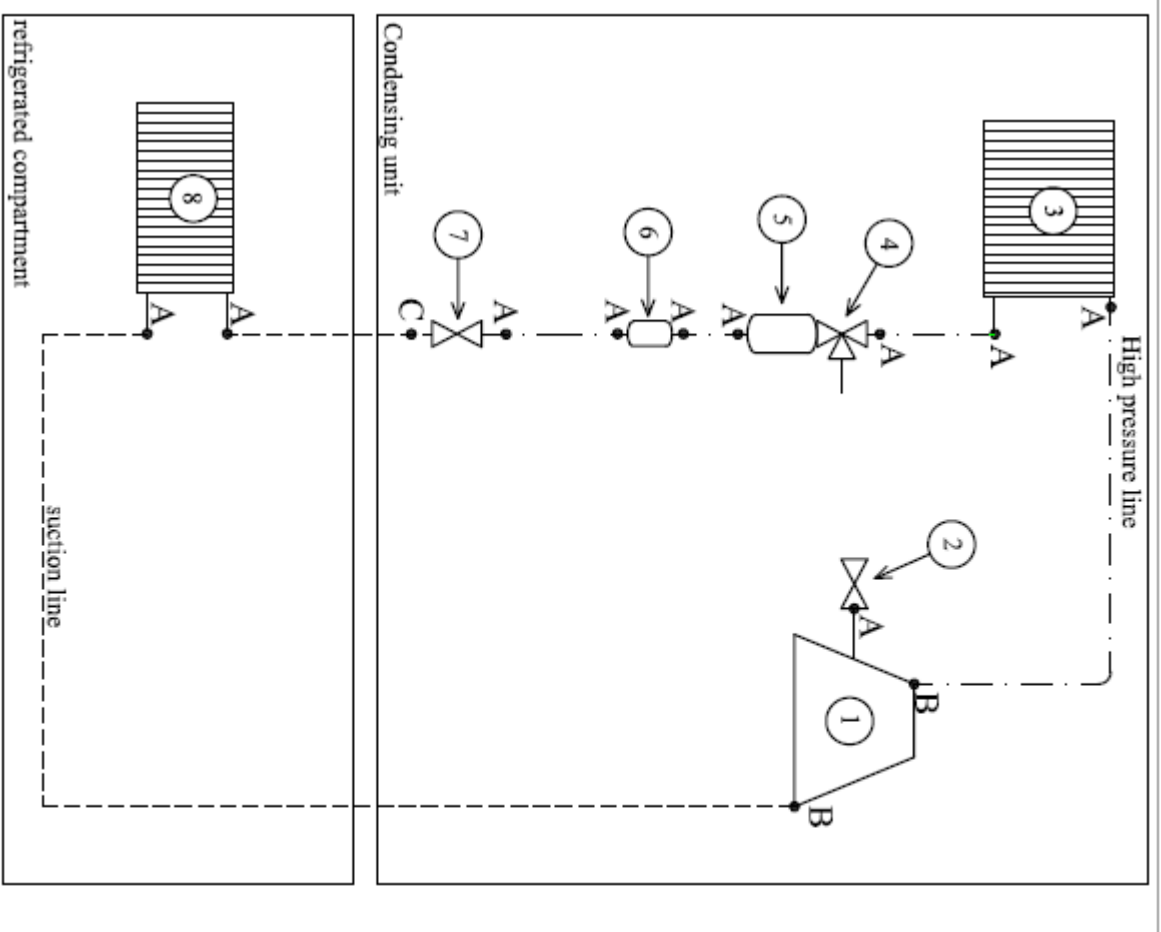 High pressure line
A
3
A
2
B
4
A
A
1
B
5
A
A
6
A
A
7
C
Condensing unit
A
8
A
suction line
refrigerated compartment